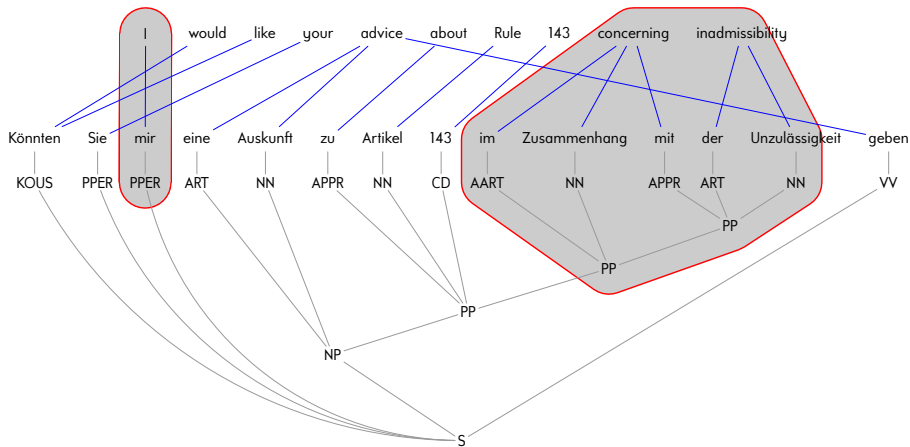 I would like your advice about Rule 143 concerning inadmissibility
Könnten Sie mir eine Auskunft zu Artikel 143 im Zusammenhang mit der Unzulässigkeit geben
KOUS PPER PPER ART NN APPR NN CD AART NN APPR ART NN VV
PP
PP
PP
NP
S